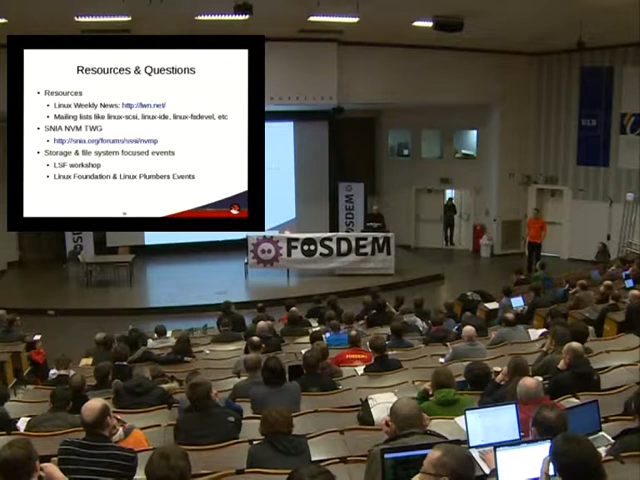 Resources & Questions
• Resources
• Linux Weekly News: http://lwn.net/
• Mailing lists like linux-scsi, linux-ide, linux-fsdevel, etc
• SNIA NVM TWG
• http://snia.org/forums/sssi/nvmp
• Storage & file system focused events
• LSF workshop
• Linux Foundation & Linux Plumbers Events
ULB
FOSDEM
FOSDEM